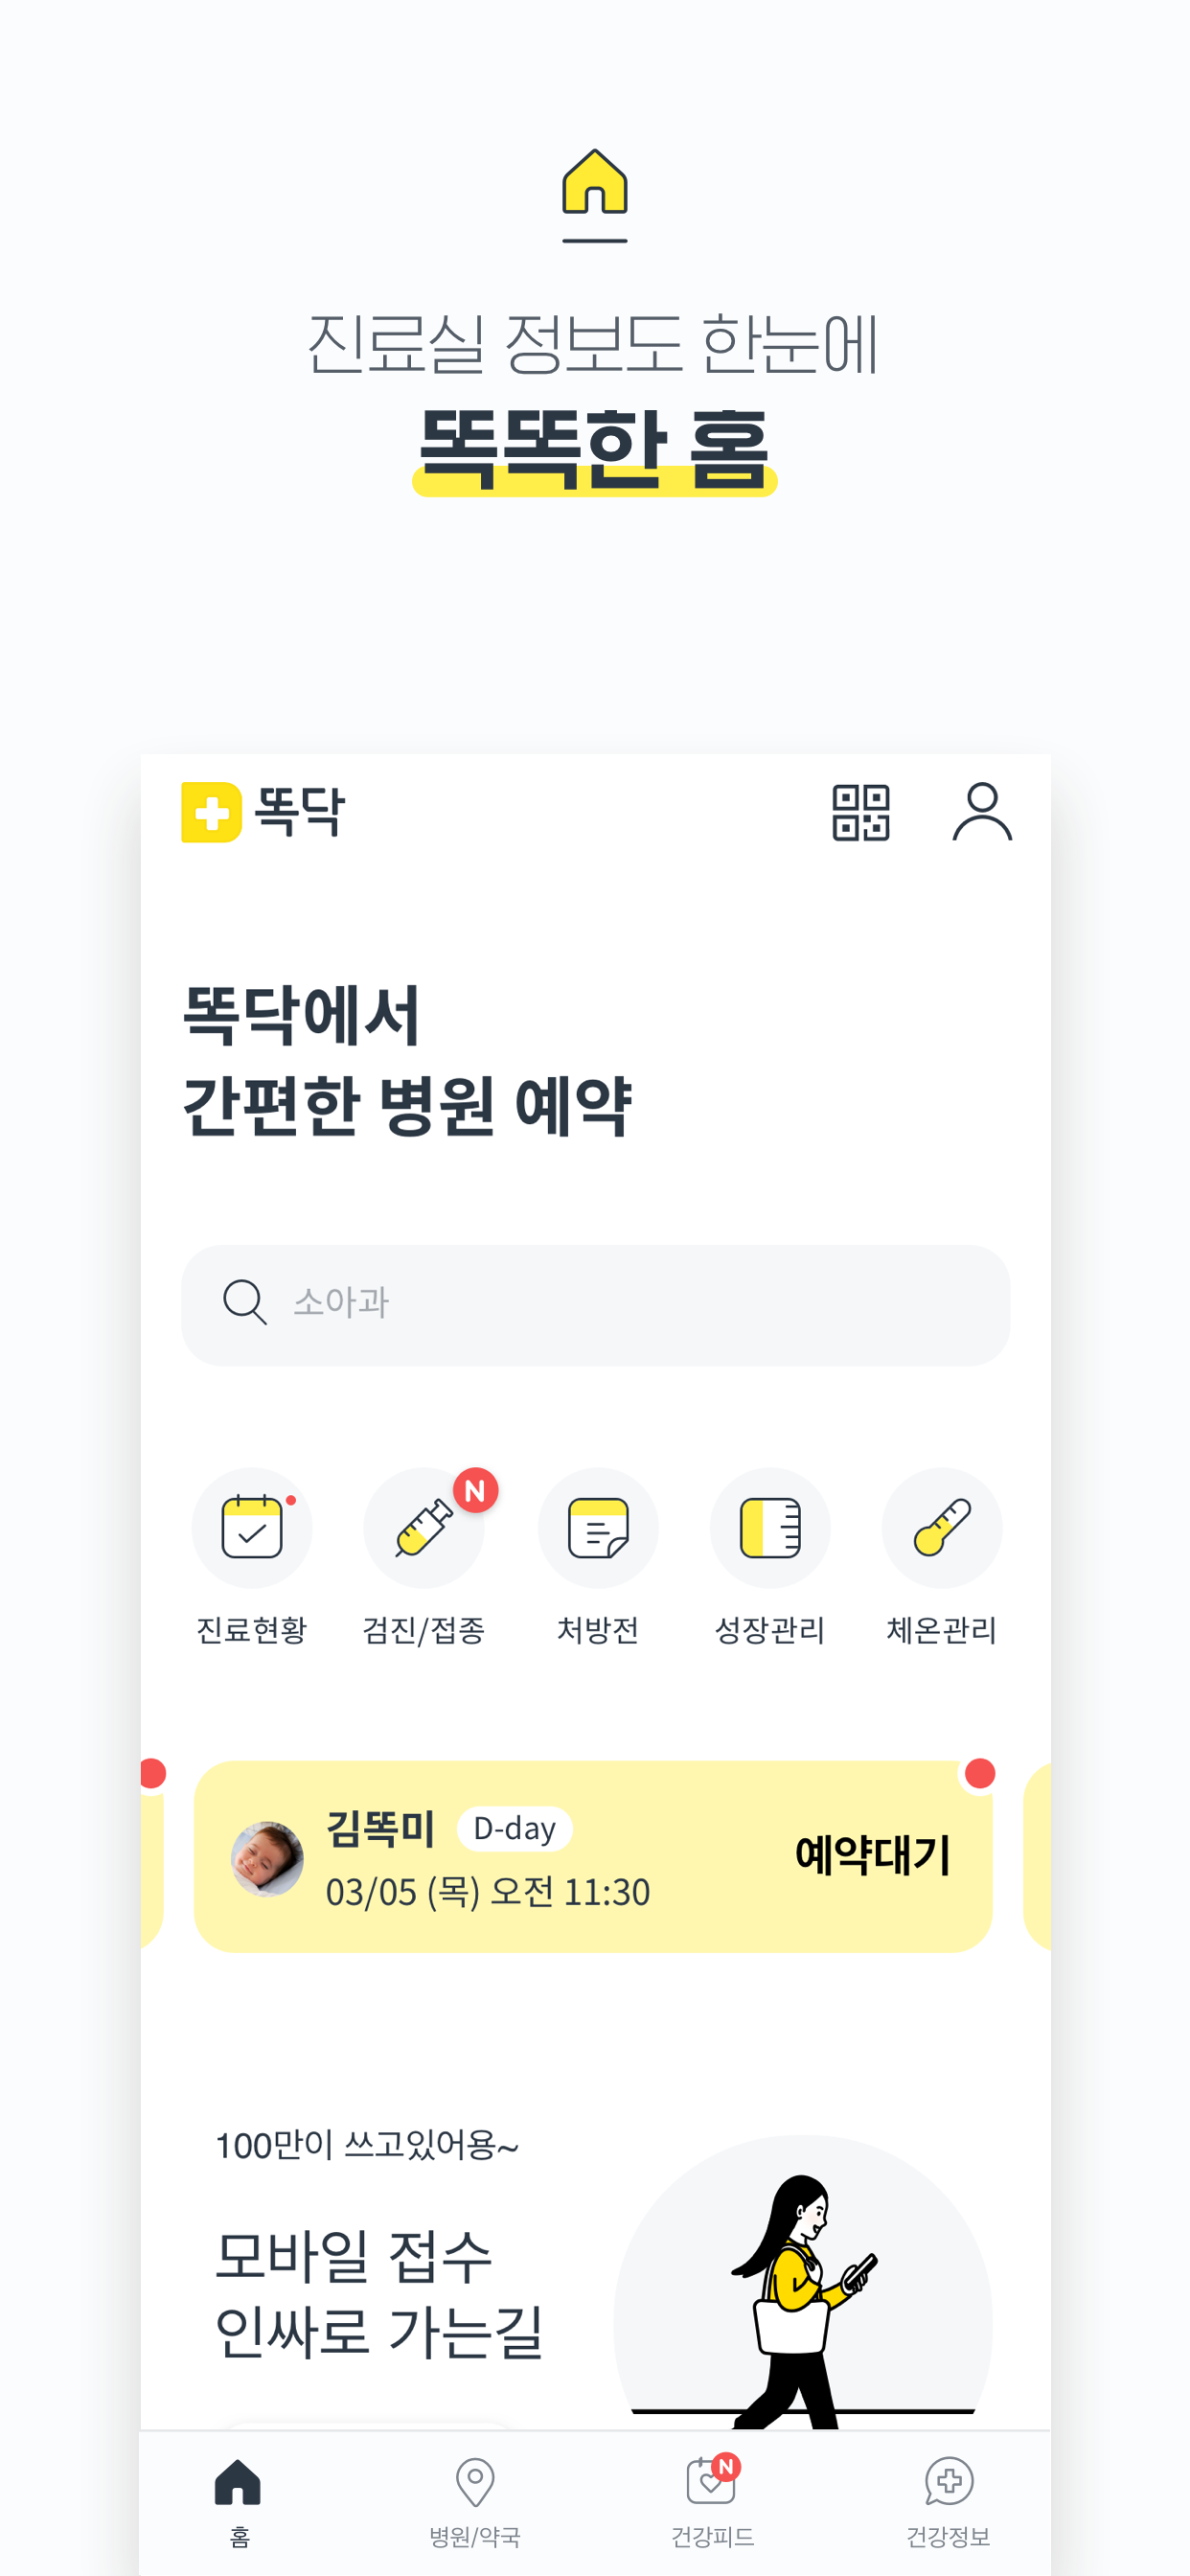 진료실 정보도 한눈에
똑똑한 홈
똑닥
똑닥에서
간편한 병원 예약
소아과
N
진료현황 검진/접종 처방전 성장관리 체온관리
김똑미 D-day
예약대기
03/05 (목) 오전 11:30
100만이 쓰고있어용~
모바일 접수
인싸로 가는길
N
홈 병원/약국 건강피드 건강정보